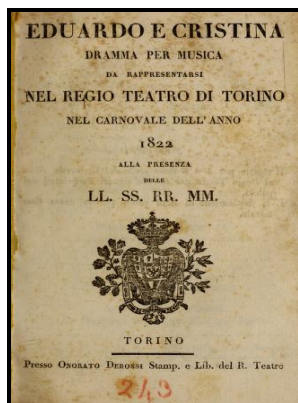 EDUARDO E CRISTINA
DRAMMA PER MUSICA
DA RAPPRESENTARSI
NEL REGIO TEATRO DI TORINO
NEL CARNOVALE DELL'ANNO
1822
ALLA PRESENZA
DELLE
LL. SS. RR. MM.
TORINO
Presso ONORATO DEROSSI Stamp. e Lib. del R. Teatro
243